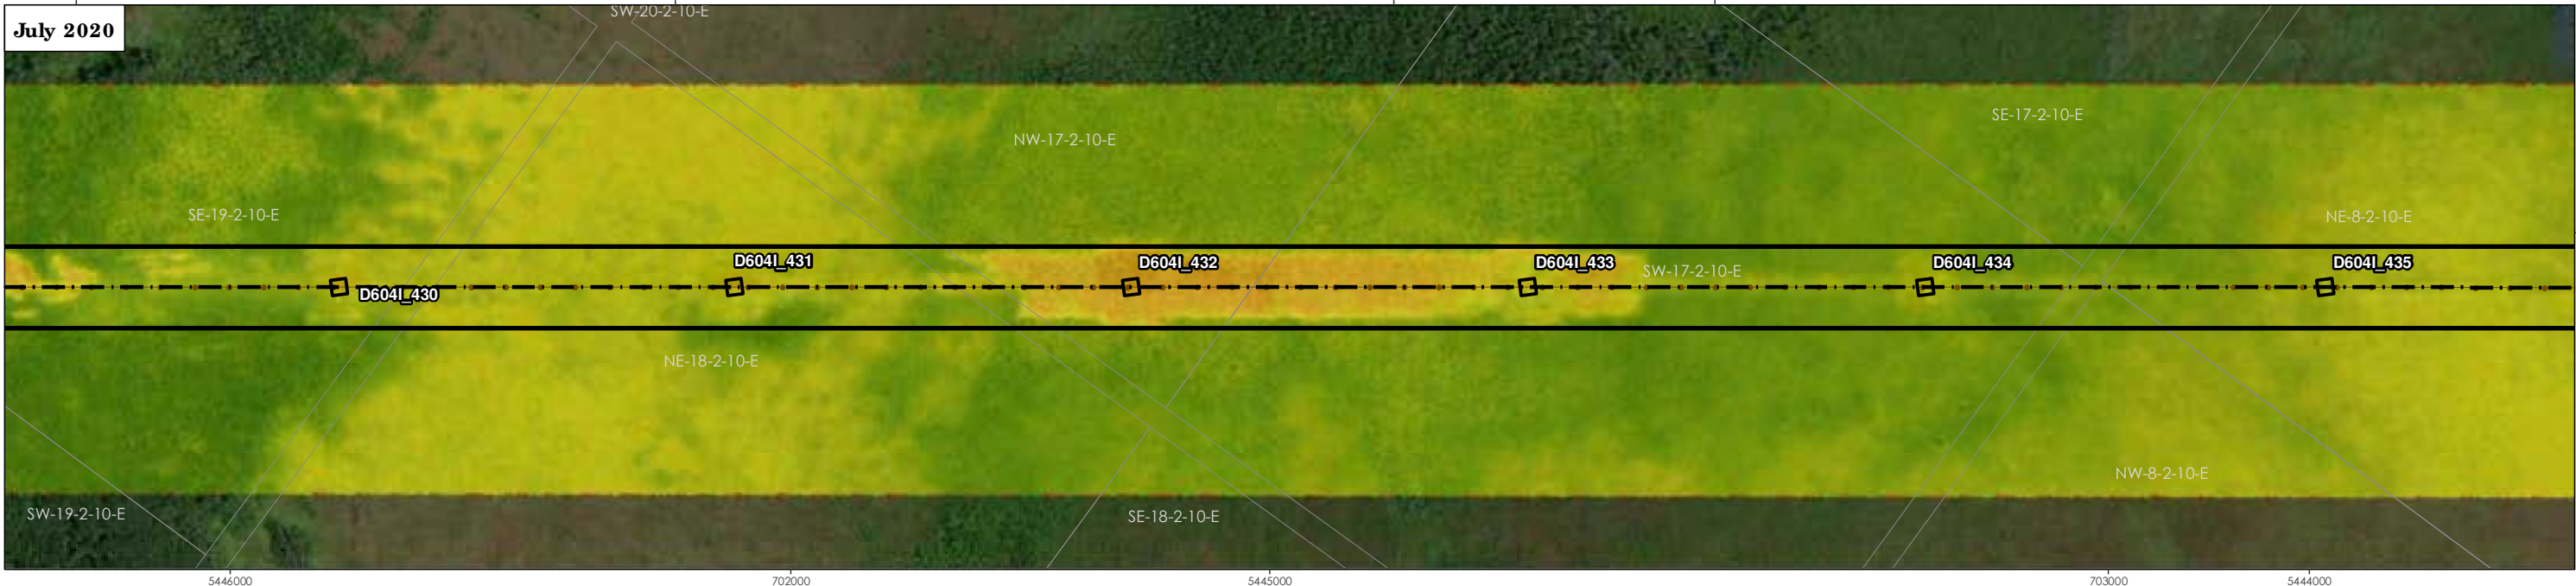 SW-20-2-10-E
July 2020
SE-17-2-10-E
NW-17-2-10-E
SE-19-2-10-E
NE-8-2-10-E
D604I_431
D604I_432
D604I_433
D604I_434
D604I_435
SW-17-2-10-E
D604I_430
NE-18-2-10-E
NW-8-2-10-E
SW-19-2-10-E
SE-18-2-10-E
5446000
702000
5445000
703000
5444000